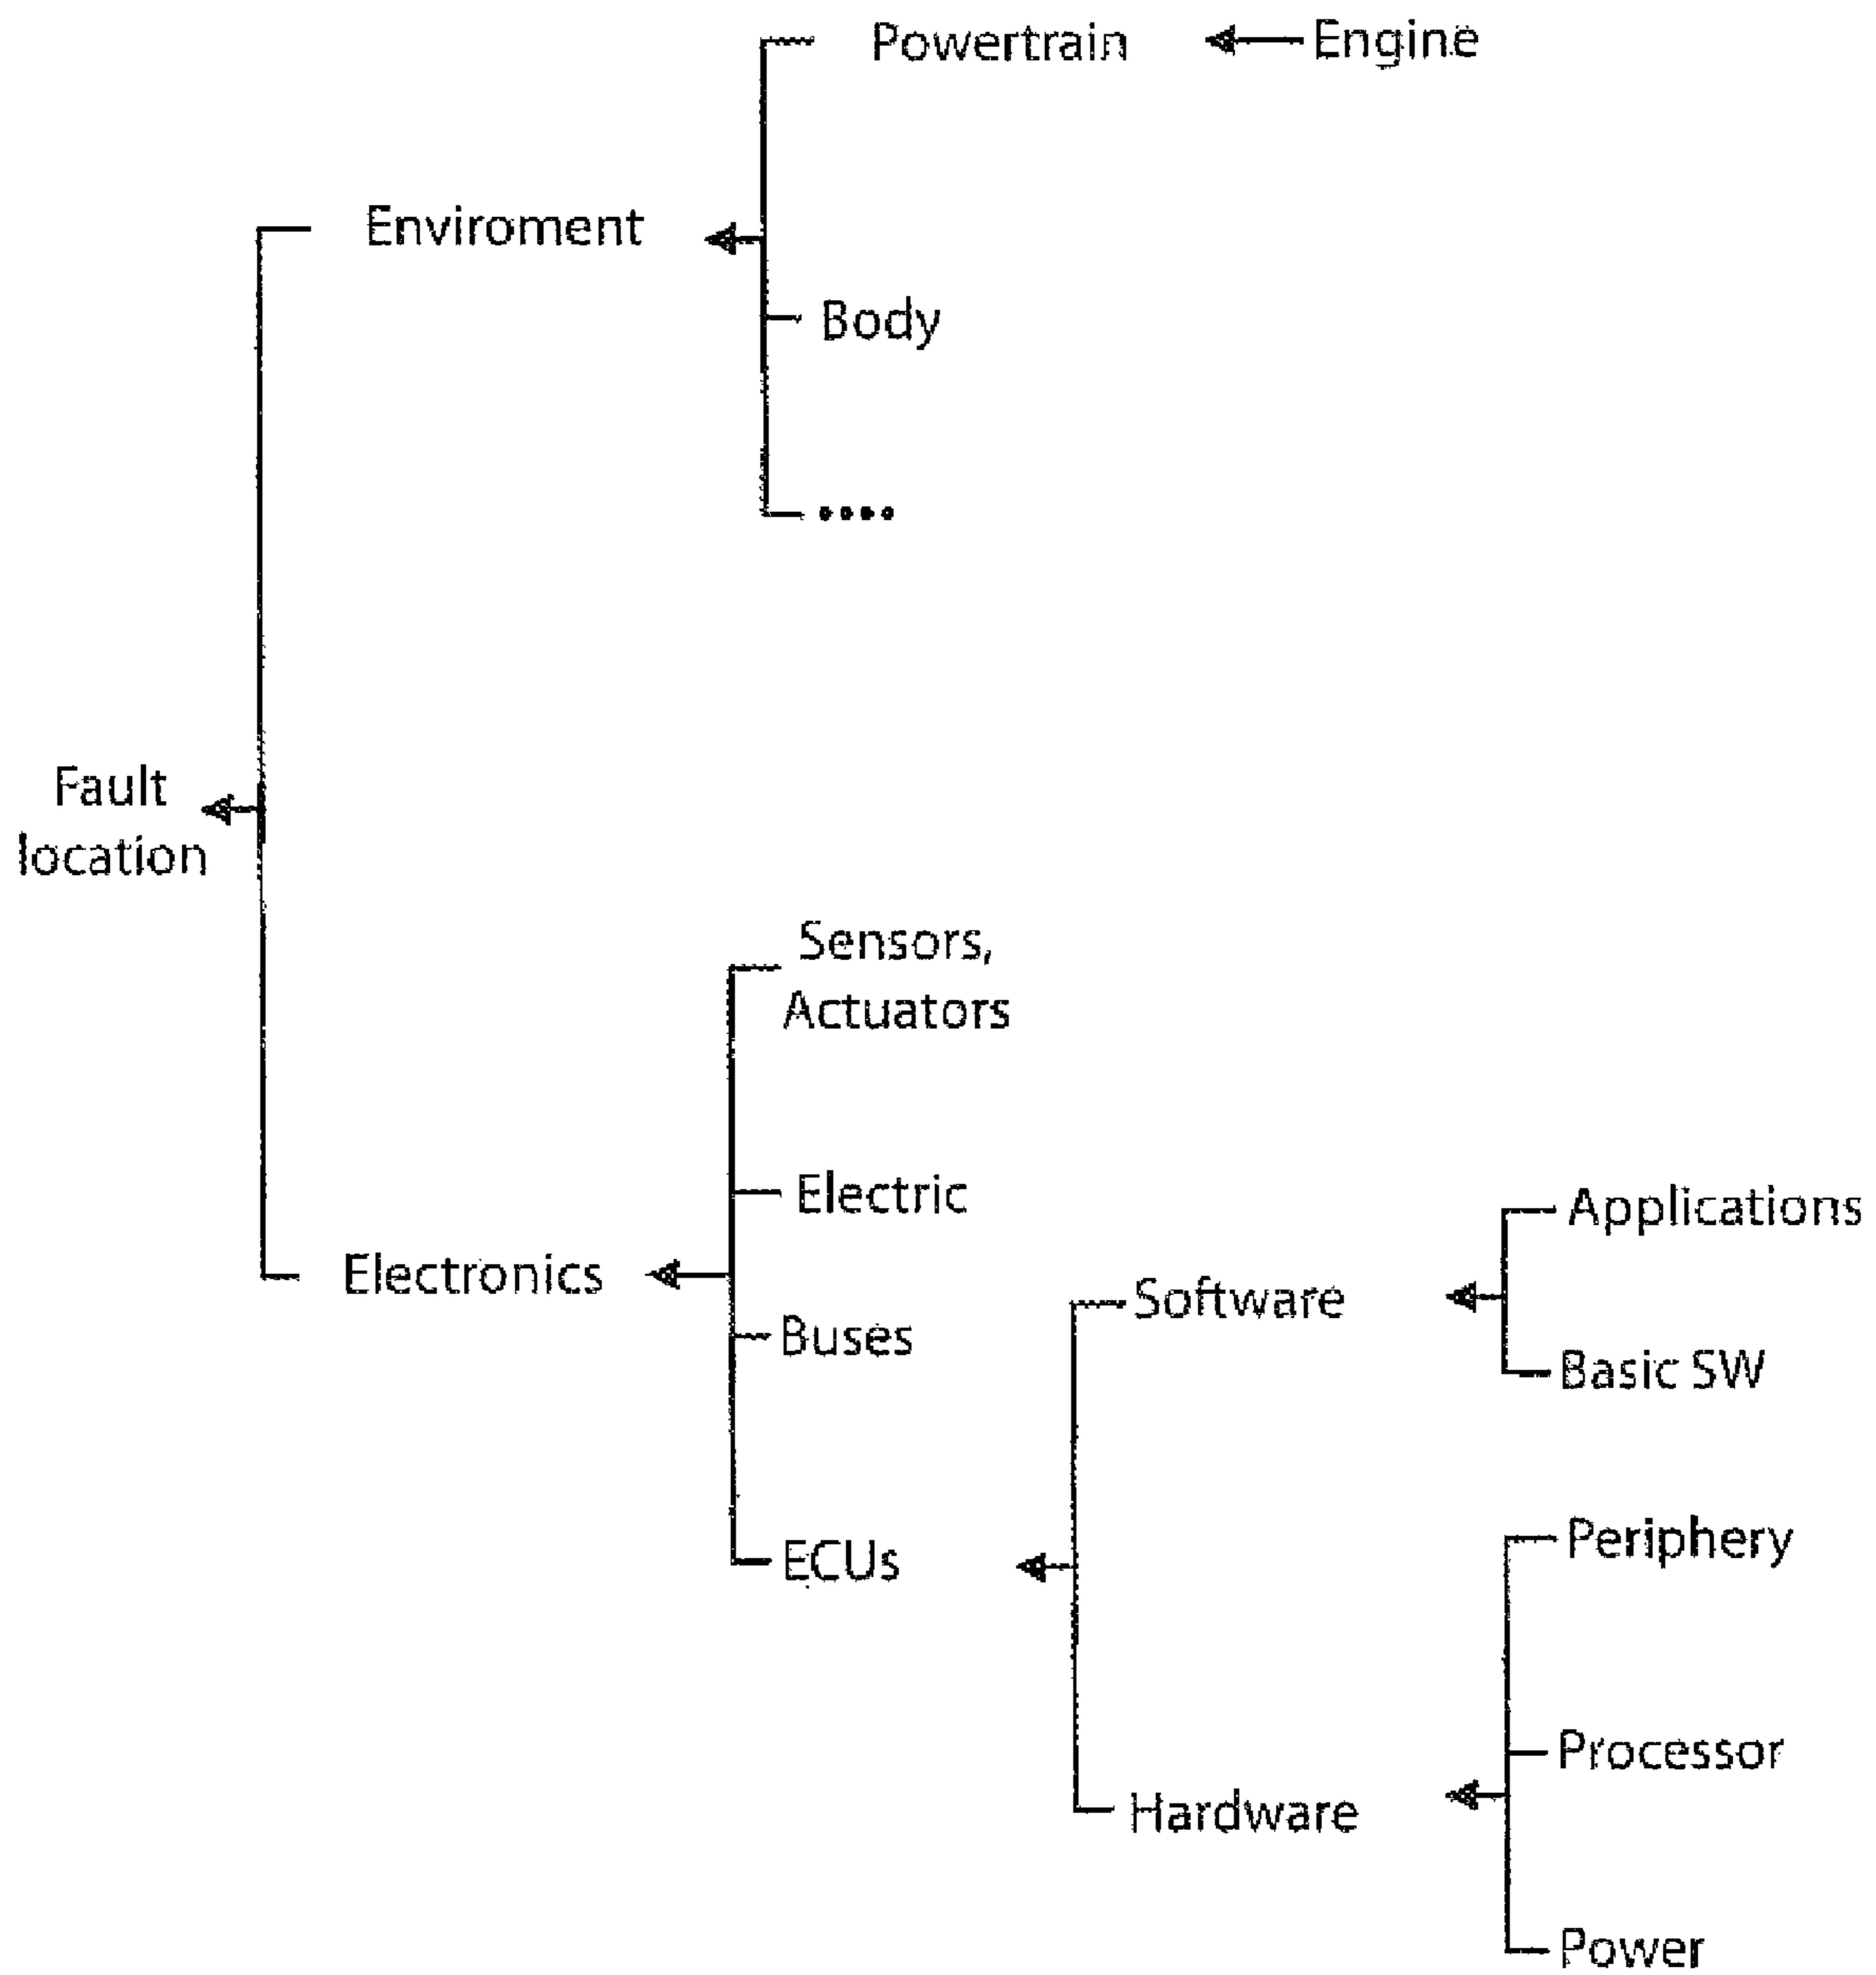 Powertrain
Engine
Enviroment
Body
....
Fault
location
Sensors,
Actuators
Electric
Applications
Electronics
Software
Buses
Basic SW
Periphery
ECUs
Processor
Hardware
Power